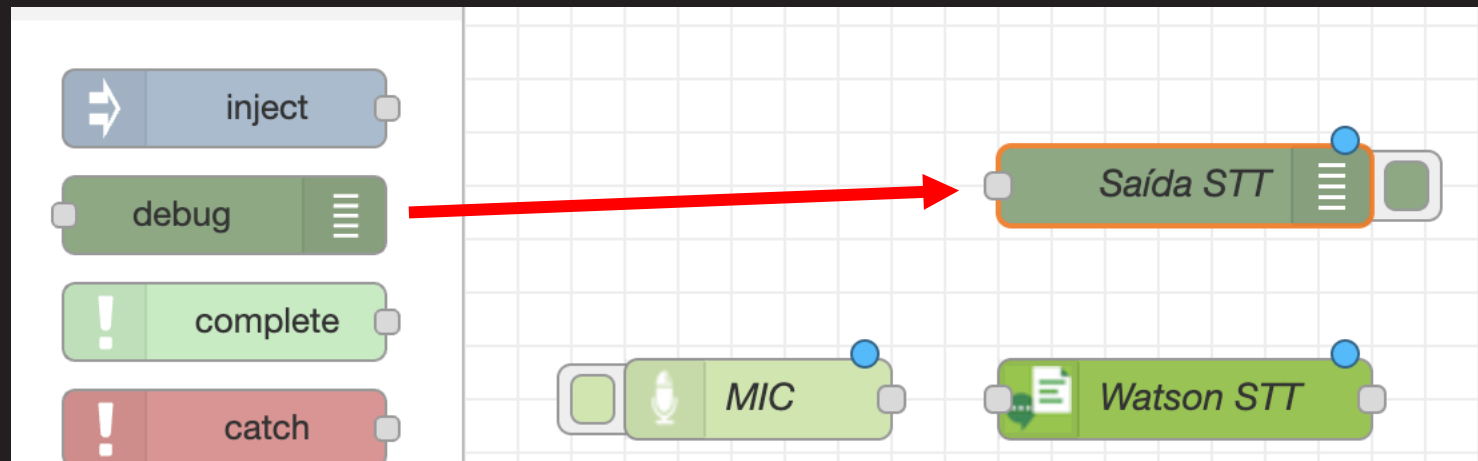 inject
debug
Saída STT
complete
MIC
Watson STT
catch